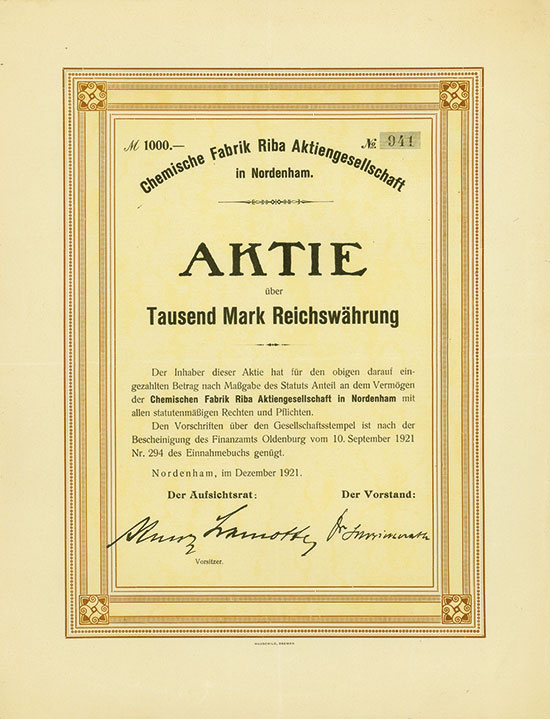 ℳ 1000.— № 941
Chemische Fabrik Riba Aktiengesellschaft
in Nordenham.
AKTIE
über
Tausend Mark Reichswährung
Der Inhaber dieser Aktie hat für den obigen darauf ein-
gezahlten Betrag nach Maßgabe des Statuts Anteil an dem Vermögen
der Chemischen Fabrik Riba Aktiengesellschaft in Nordenham mit
allen statutenmäßigen Rechten und Pflichten.
Den Vorschriften über den Gesellschaftsstempel ist nach der
Bescheinigung des Finanzamts Oldenburg vom 10. September 1921
Nr. 294 des Einnahmebuchs genügt.
Nordenham, im Dezember 1921.
Der Aufsichtsrat: Der Vorstand:
Lamotte, Dr
Vorsitzer.
HAUSCHILD, BREMEN